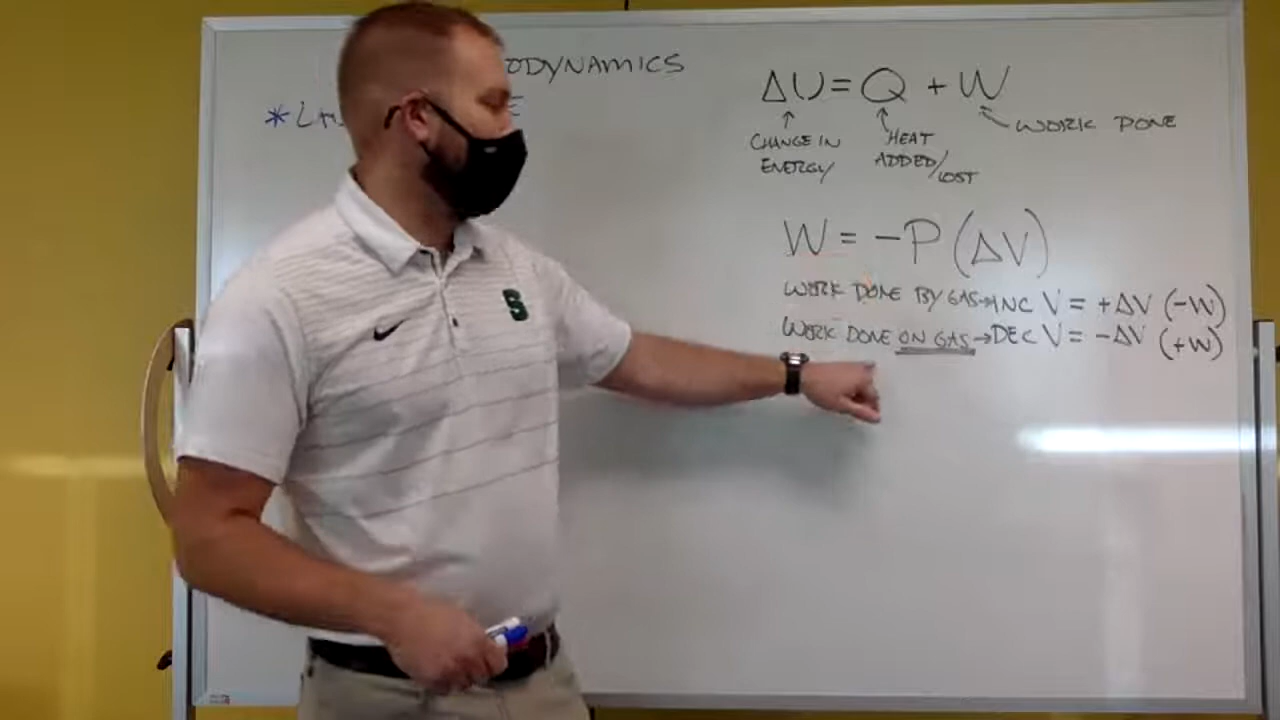 ODYNAMICS
*LA
E
ΔU = Q + W
CHANGE IN ENERGY
HEAT ADDED/LOST
WORK DONE
W = -P(ΔV)
WORK DONE BY GAS→INC V = +ΔV (-W)
WORK DONE ON GAS→DEC V = -ΔV (+W)
S